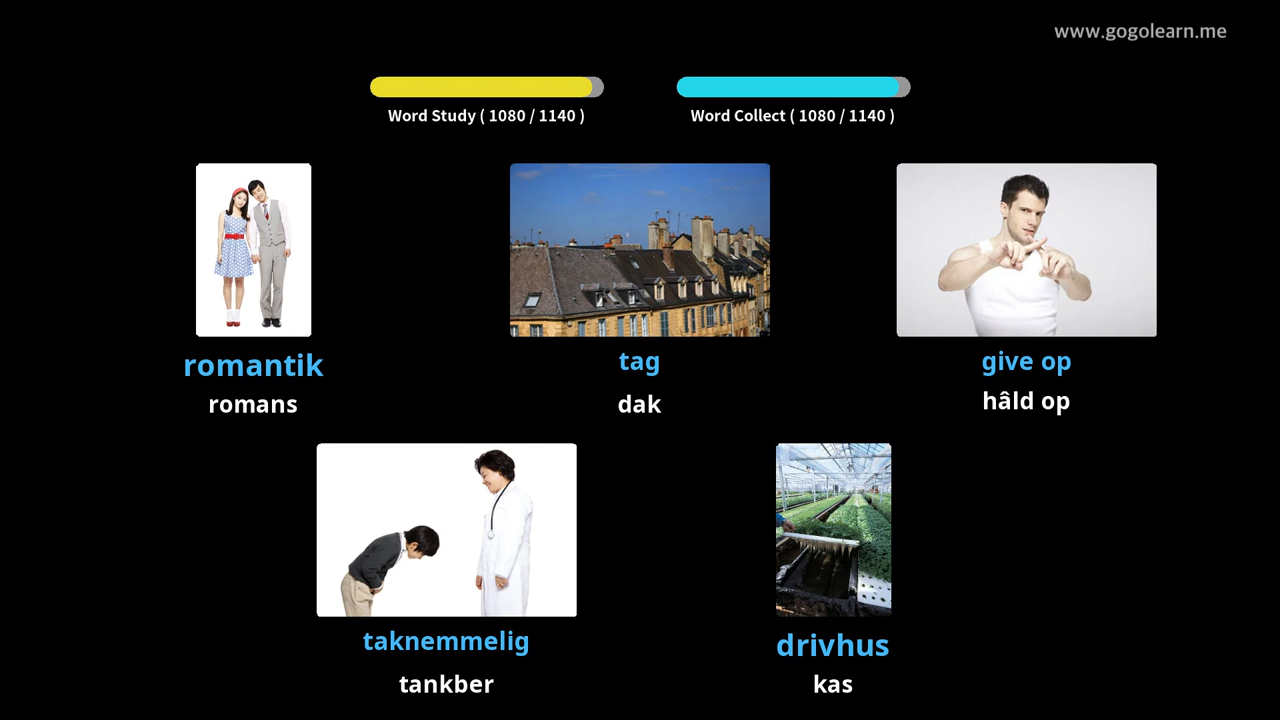 www.gogolearn.me
Word Study ( 1080 / 1140 )
Word Collect ( 1080 / 1140 )
romantik
romans
tag
dak
give op
hâld op
taknemmelig
tankber
drivhus
kas